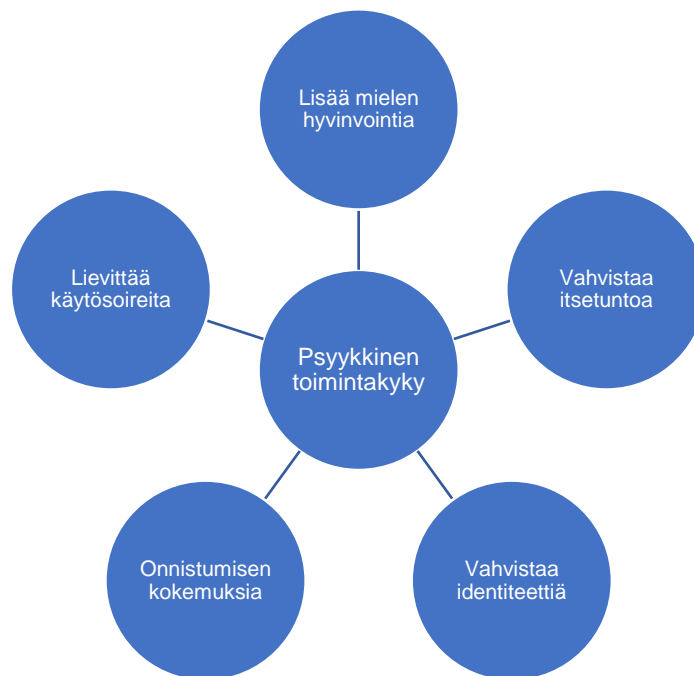 Lisää mielen
hyvinvointia
Lievittää
käytösoireita
Vahvistaa
itsetuntoa
Psyykkinen
toimintakyky
Onnistumisen
kokemuksia
Vahvistaa
identiteettiä